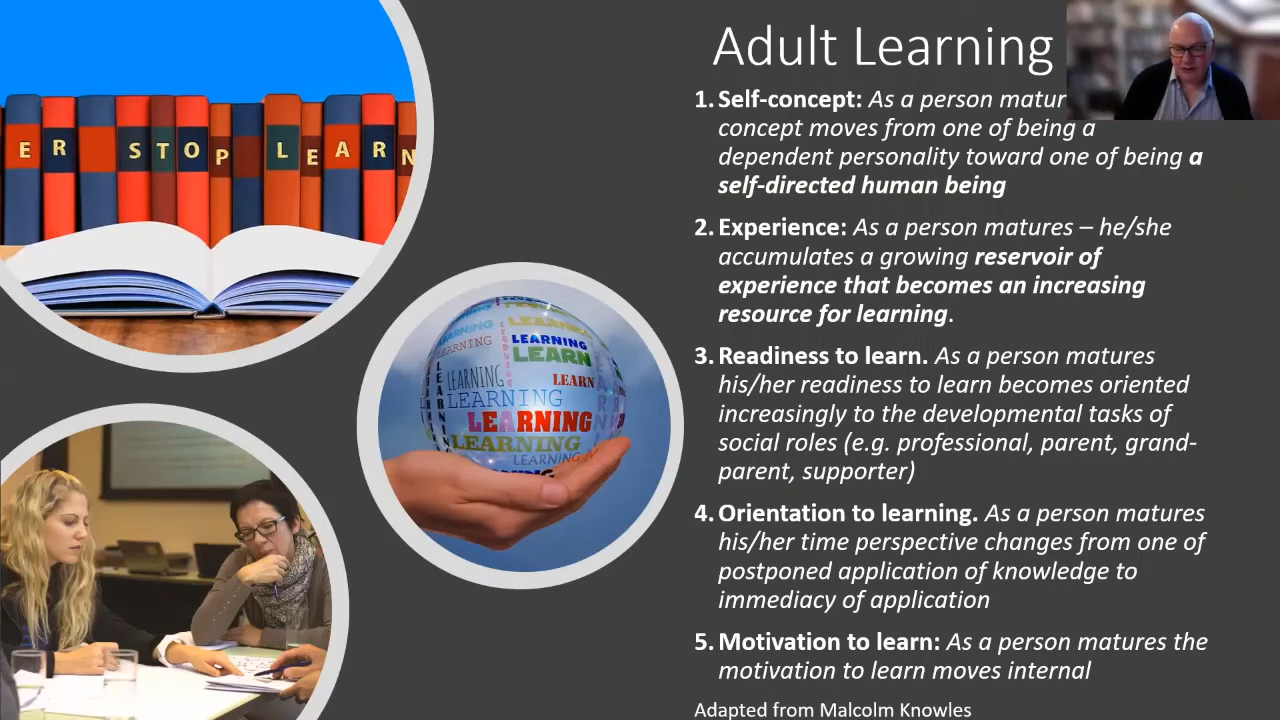 Adult Learning
1. Self-concept: As a person matur
concept moves from one of being a
dependent personality toward one of being a
self-directed human being
2. Experience: As a person matures – he/she
accumulates a growing reservoir of
experience that becomes an increasing
resource for learning.
3. Readiness to learn. As a person matures
his/her readiness to learn becomes oriented
increasingly to the developmental tasks of
social roles (e.g. professional, parent, grand-
parent, supporter)
4. Orientation to learning. As a person matures
his/her time perspective changes from one of
postponed application of knowledge to
immediacy of application
5. Motivation to learn: As a person matures the
motivation to learn moves internal
Adapted from Malcolm Knowles
ER STOP LEARN
LEARNING
LEARNING
LEARNING
LEARN
LEARNING
LEARN
LEARNING
LEARNING
LEARNING
LEARNING